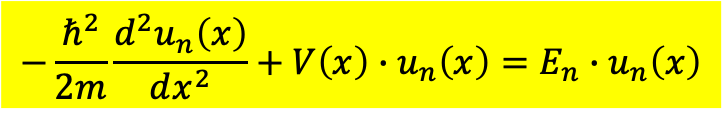 −ħ²/2m d²uₙ(x)/dx² + V(x) · uₙ(x) = Eₙ · uₙ(x)